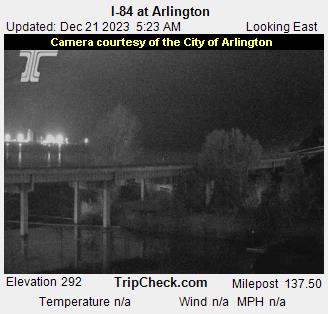 I-84 at Arlington
Updated: Dec 21 2023 5:23 AM Looking East
Camera courtesy of the City of Arlington
Elevation 292 TripCheck.com Milepost 137.50
Temperature n/a Wind n/a MPH n/a